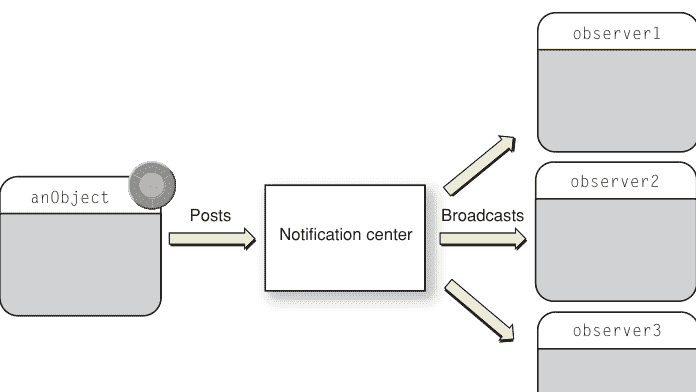 observer1
anObject
Posts
Notification center
Broadcasts
observer2
observer3